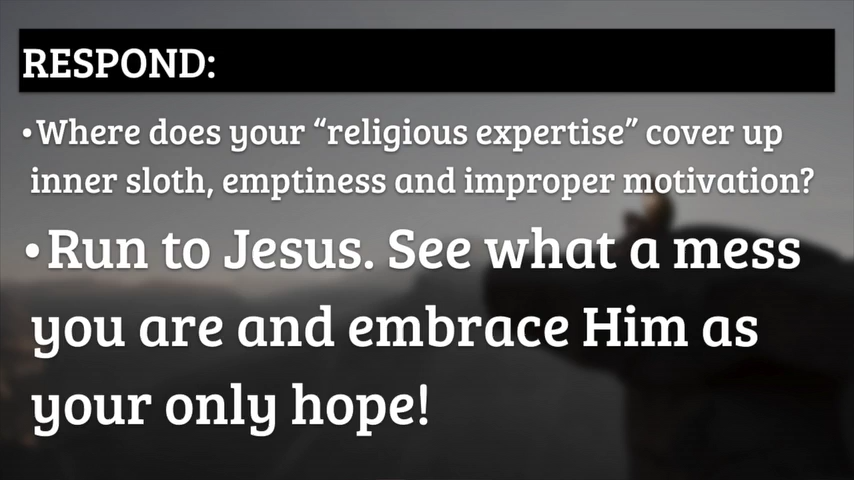 RESPOND:
•Where does your “religious expertise” cover up
inner sloth, emptiness and improper motivation?
•Run to Jesus. See what a mess
you are and embrace Him as
your only hope!